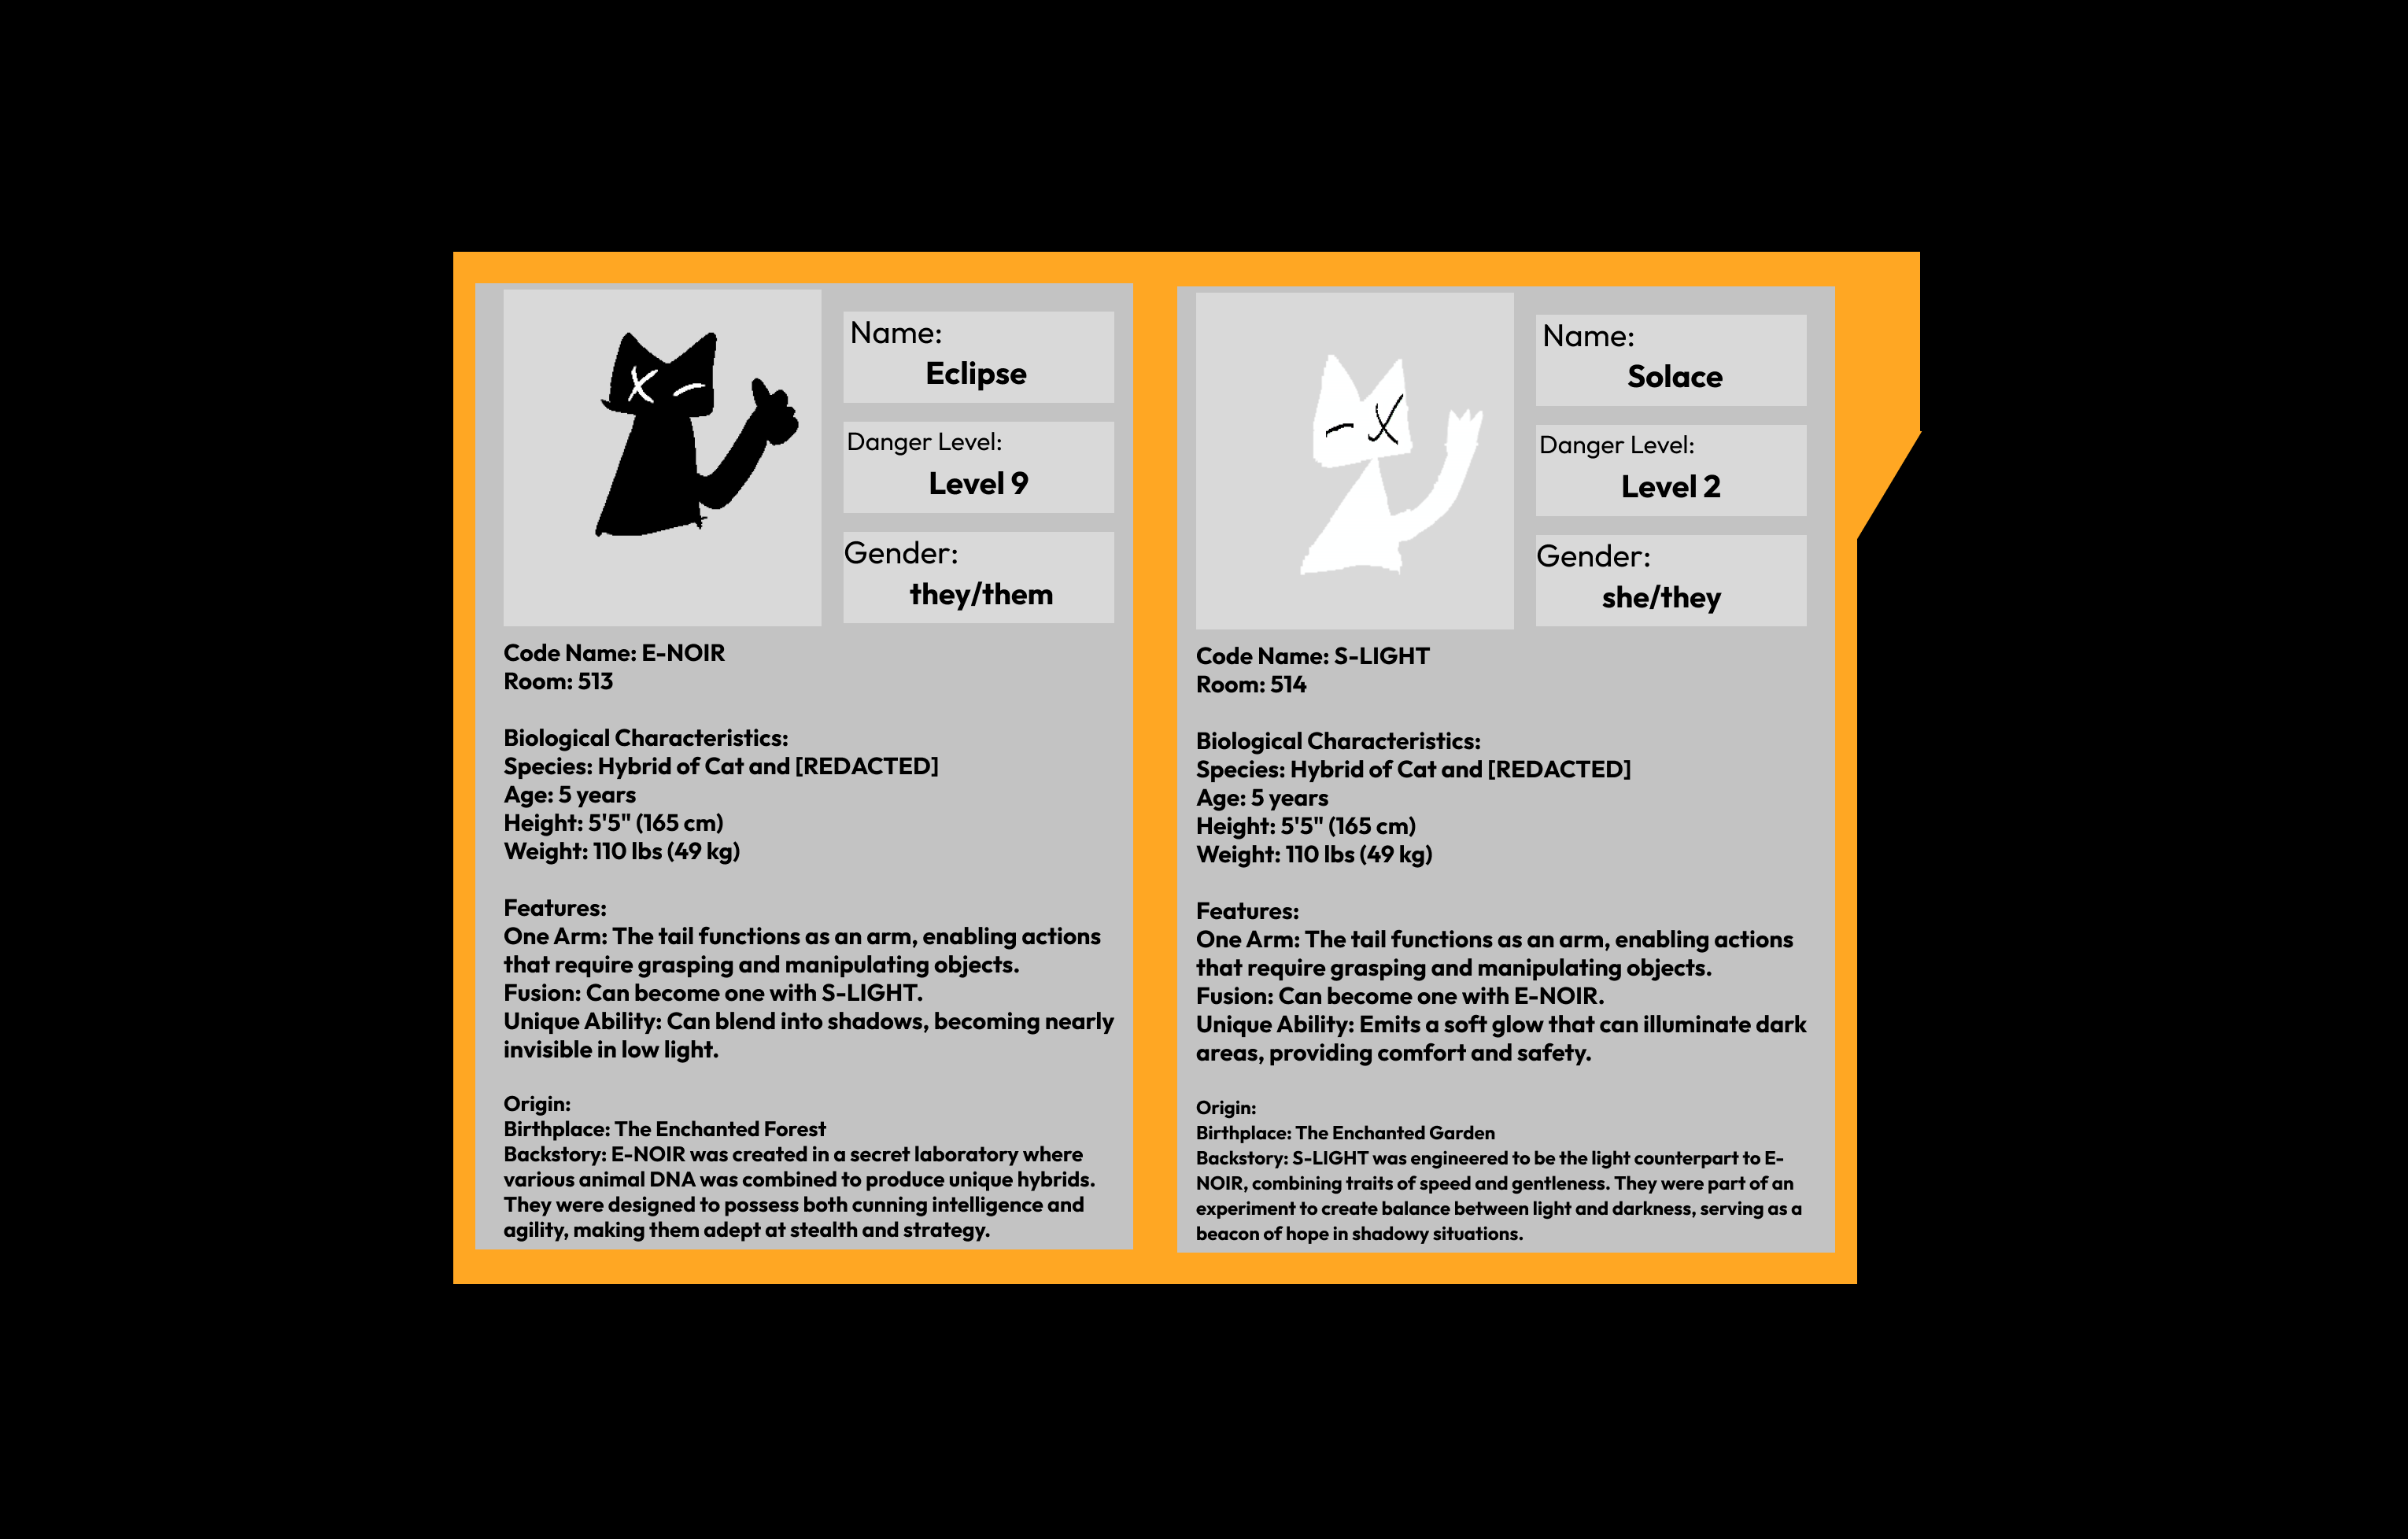 Name:
Eclipse
Danger Level:
Level 9
Gender:
they/them
Code Name: E-NOIR
Room: 513
Biological Characteristics:
Species: Hybrid of Cat and [REDACTED]
Age: 5 years
Height: 5'5" (165 cm)
Weight: 110 lbs (49 kg)
Features:
One Arm: The tail functions as an arm, enabling actions
that require grasping and manipulating objects.
Fusion: Can become one with S-LIGHT.
Unique Ability: Can blend into shadows, becoming nearly
invisible in low light.
Origin:
Birthplace: The Enchanted Forest
Backstory: E-NOIR was created in a secret laboratory where
various animal DNA was combined to produce unique hybrids.
They were designed to possess both cunning intelligence and
agility, making them adept at stealth and strategy.
Name:
Solace
Danger Level:
Level 2
Gender:
she/they
Code Name: S-LIGHT
Room: 514
Biological Characteristics:
Species: Hybrid of Cat and [REDACTED]
Age: 5 years
Height: 5'5" (165 cm)
Weight: 110 lbs (49 kg)
Features:
One Arm: The tail functions as an arm, enabling actions
that require grasping and manipulating objects.
Fusion: Can become one with E-NOIR.
Unique Ability: Emits a soft glow that can illuminate dark
areas, providing comfort and safety.
Origin:
Birthplace: The Enchanted Garden
Backstory: S-LIGHT was engineered to be the light counterpart to E-
NOIR, combining traits of speed and gentleness. They were part of an
experiment to create balance between light and darkness, serving as a
beacon of hope in shadowy situations.